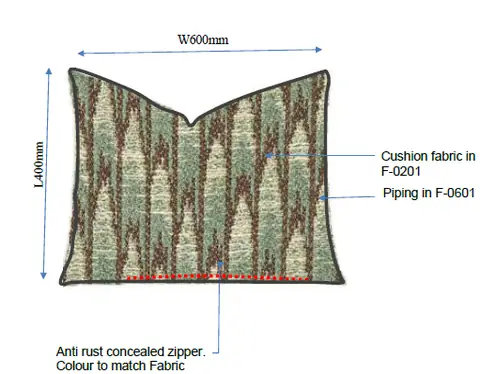 W600mm
L400mm
Cushion fabric in
F-0201
Piping in F-0601
Anti rust concealed zipper.
Colour to match Fabric